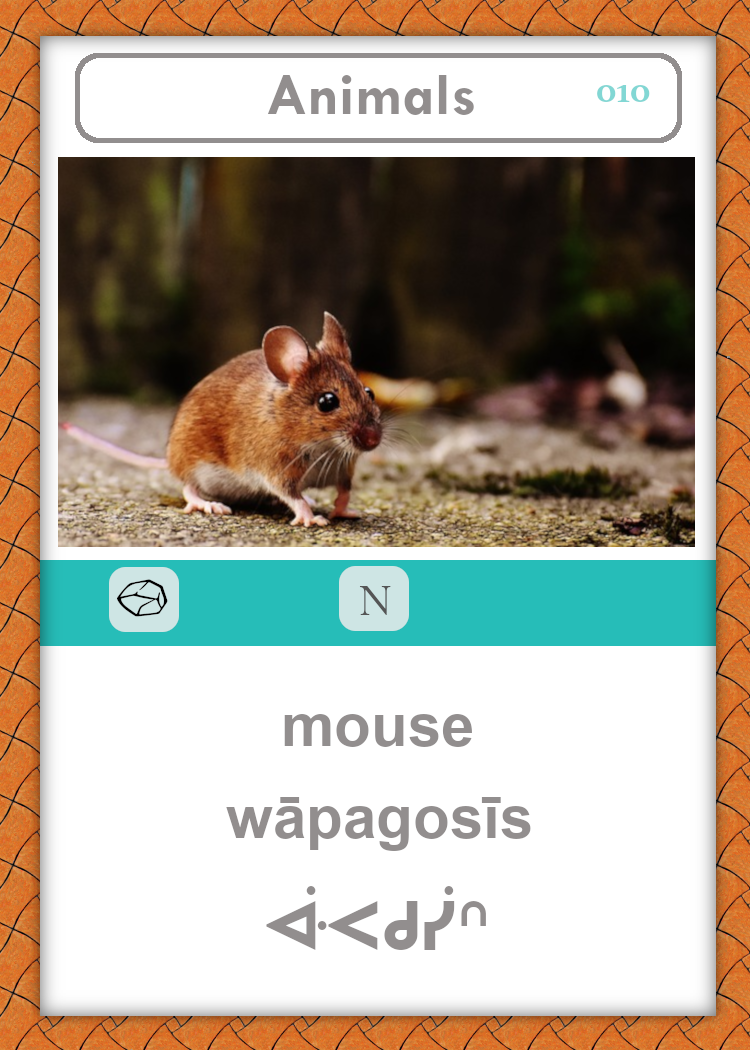 Animals 010
N
mouse
wāpagosīs
ᐚᐸᑯᓰᐢ